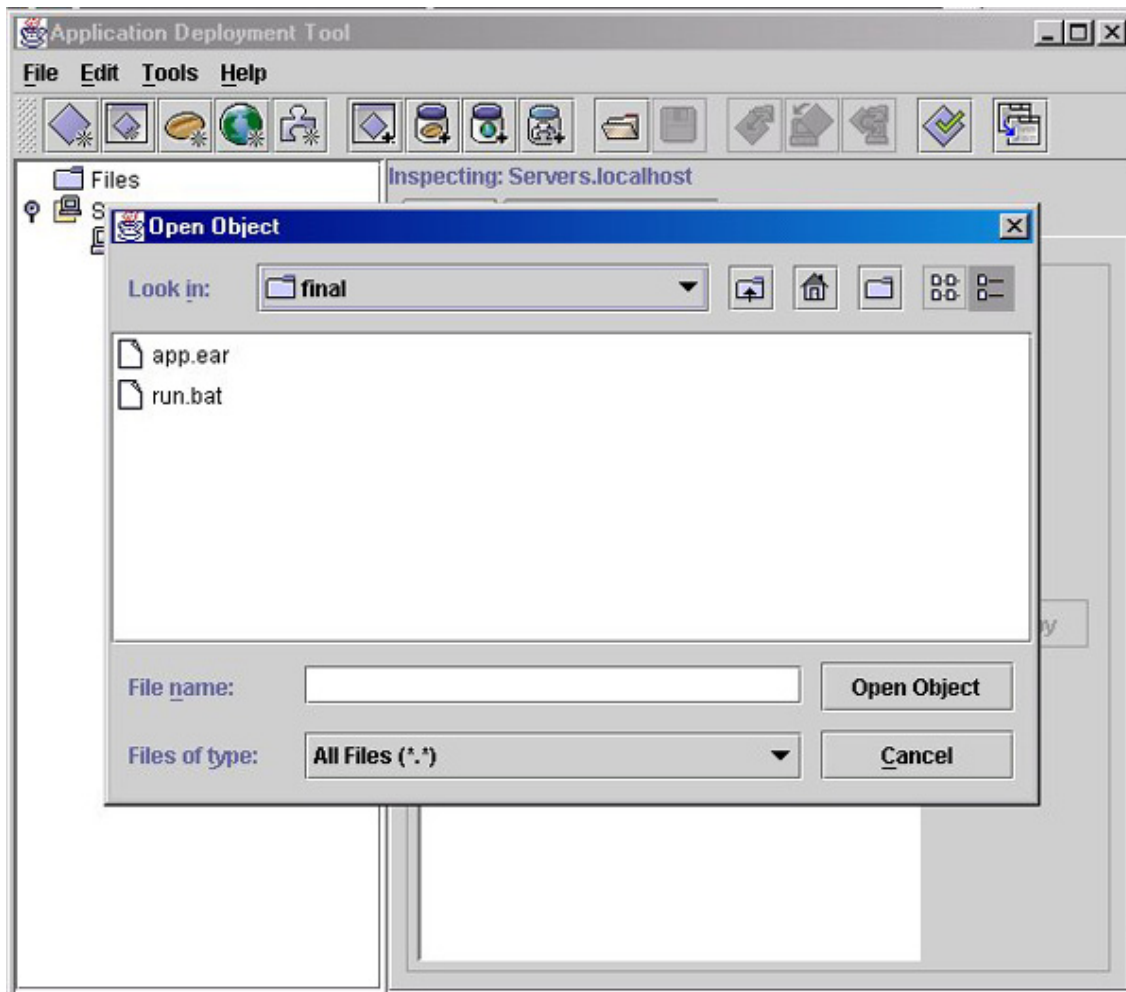 Application Deployment Tool
File Edit Tools Help
Files
Inspecting: Servers.localhost
S
Open Object
Look in: final
app.ear
run.bat
File name: Open Object
Files of type: All Files (*.*) Cancel